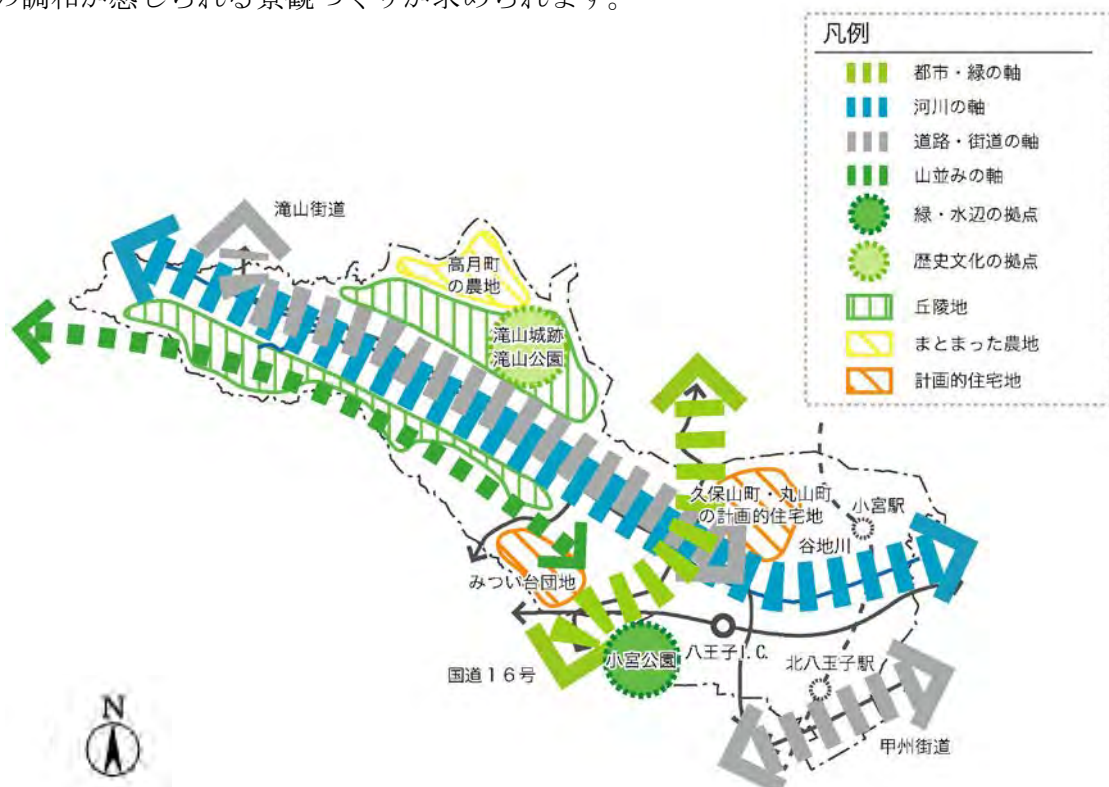 の調和が感じられる景観づくりが求められます。
凡例
都市・緑の軸
河川の軸
道路・街道の軸
山並みの軸
緑・水辺の拠点
歴史文化の拠点
丘陵地
まとまった農地
計画的住宅地
滝山街道
高月町
の農地
滝山城跡
滝山公園
久保山町・丸山町
の計画的住宅地
小宮駅
谷地川
みつい台団地
小宮公園
八王子I.C.
国道16号
北八王子駅
甲州街道
N